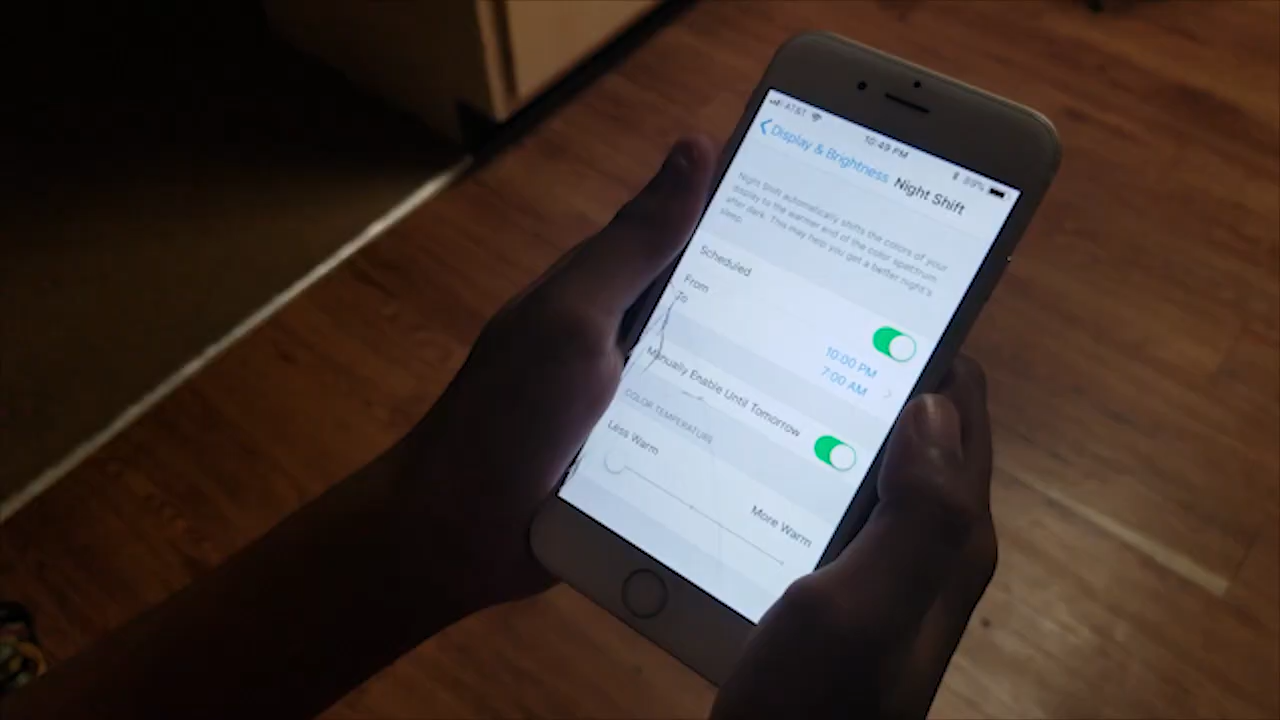 AT&T
10:49 PM
89%
Display & Brightness
Night Shift
Night Shift automatically shifts the colors of your
display to the warmer end of the color spectrum
after dark. This may help you get a better night's
sleep.
Scheduled
From
To
10:00 PM
7:00 AM
Manually Enable Until Tomorrow
COLOR TEMPERATURE
Less Warm
More Warm